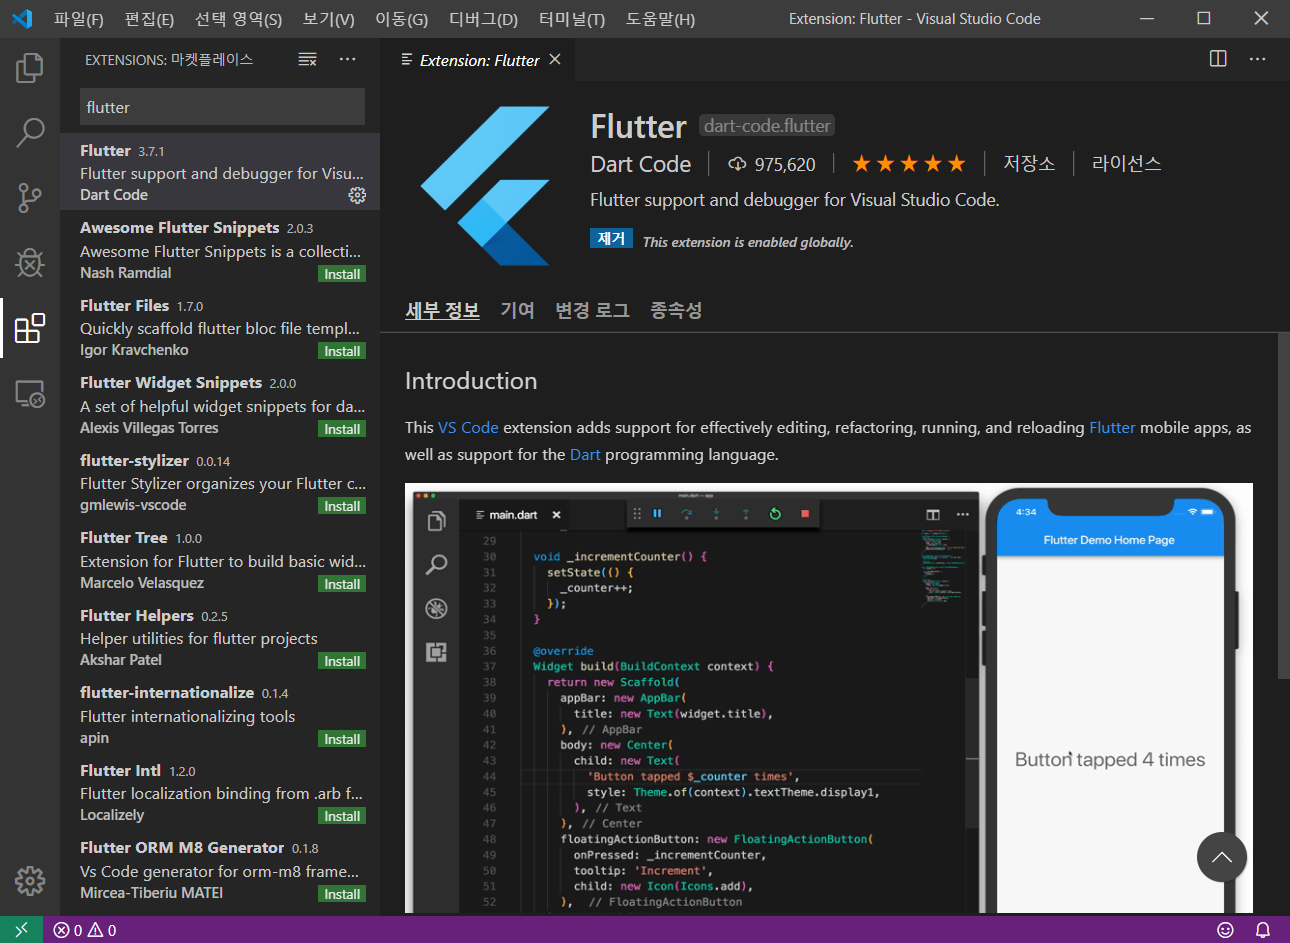 파일(F) 편집(E) 선택 영역(S) 보기(V) 이동(G) 디버그(D) 터미널(T) 도움말(H) Extension: Flutter - Visual Studio Code
EXTENSIONS: 마켓플레이스
flutter
Flutter 3.7.1
Flutter support and debugger for Visu...
Dart Code
Awesome Flutter Snippets 2.0.3
Awesome Flutter Snippets is a collecti...
Nash Ramdial Install
Flutter Files 1.7.0
Quickly scaffold flutter bloc file templ...
Igor Kravchenko Install
Flutter Widget Snippets 2.0.0
A set of helpful widget snippets for da...
Alexis Villegas Torres Install
flutter-stylizer 0.0.14
Flutter Stylizer organizes your Flutter c...
gmlewis-vscode Install
Flutter Tree 1.0.0
Extension for Flutter to build basic wid...
Marcelo Velasquez Install
Flutter Helpers 0.2.5
Helper utilities for flutter projects
Akshar Patel Install
flutter-internationalize 0.1.4
Flutter internationalizing tools
apin Install
Flutter Intl 1.2.0
Flutter localization binding from .arb f...
Localizely Install
Flutter ORM M8 Generator 0.1.8
Vs Code generator for orm-m8 frame...
Mircea-Tiberiu MATEI Install
Extension: Flutter
Flutter dart-code.flutter
Dart Code 975,620 저장소 라이선스
Flutter support and debugger for Visual Studio Code.
제거 This extension is enabled globally.
세부 정보 기여 변경 로그 종속성
Introduction
This VS Code extension adds support for effectively editing, refactoring, running, and reloading Flutter mobile apps, as
well as support for the Dart programming language.
main.dart — app
main.dart
29
30 void _incrementCounter() {
31 setState(() {
32 _counter++;
33 });
34 }
35
36 @override
37 Widget build(BuildContext context) {
38 return new Scaffold(
39 appBar: new AppBar(
40 title: new Text(widget.title),
41 ), // AppBar
42 body: new Center(
43 child: new Text(
44 'Button tapped $_counter times',
45 style: Theme.of(context).textTheme.display1,
46 ), // Text
47 ), // Center
48 floatingActionButton: new FloatingActionButton(
49 onPressed: _incrementCounter,
50 tooltip: 'Increment',
51 child: new Icon(Icons.add),
52 ), // FloatingActionButton
4:34
Flutter Demo Home Page
Button tapped 4 times
0 0